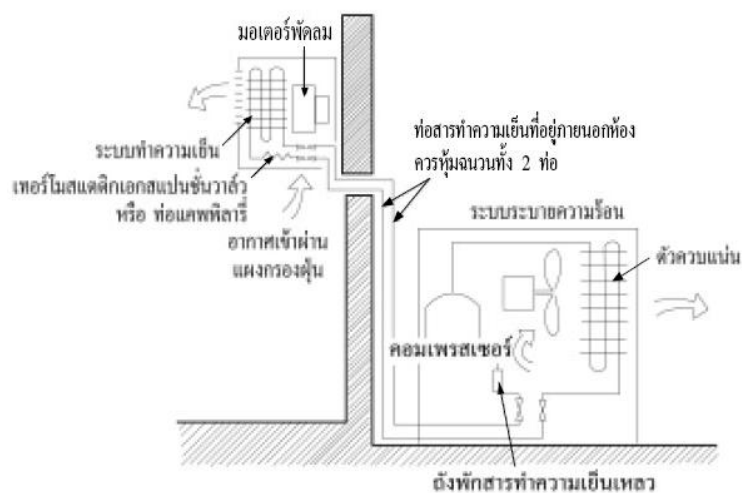 มอเตอร์พัดลม
ท่อสารทำความเย็นที่อยู่ภายนอกห้อง
ควรหุ้มฉนวนทั้ง 2 ท่อ
ระบบทำความเย็น
เทอร์โมสแตติกเอกสแปนชั่นวาล์ว
หรือ ท่อแคพพิลารี่
อากาศเข้าผ่าน
แผงกรองฝุ่น
ระบบระบายความร้อน
ตัวควบแน่น
คอมเพรสเซอร์
ถังพักสารทำความเย็นเหลว